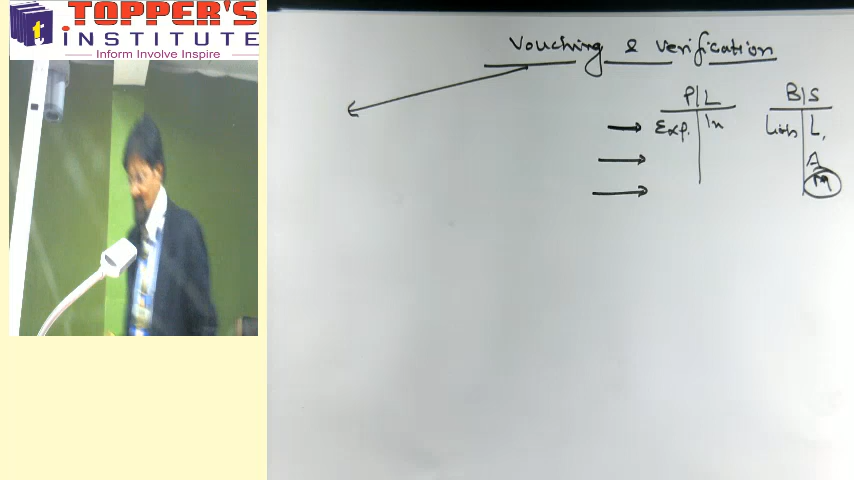 TOPPER'S
t iNSTITUTE
Inform Involve Inspire
Vouching & Verification
P/L B/S
Exp. In Liab L,
A